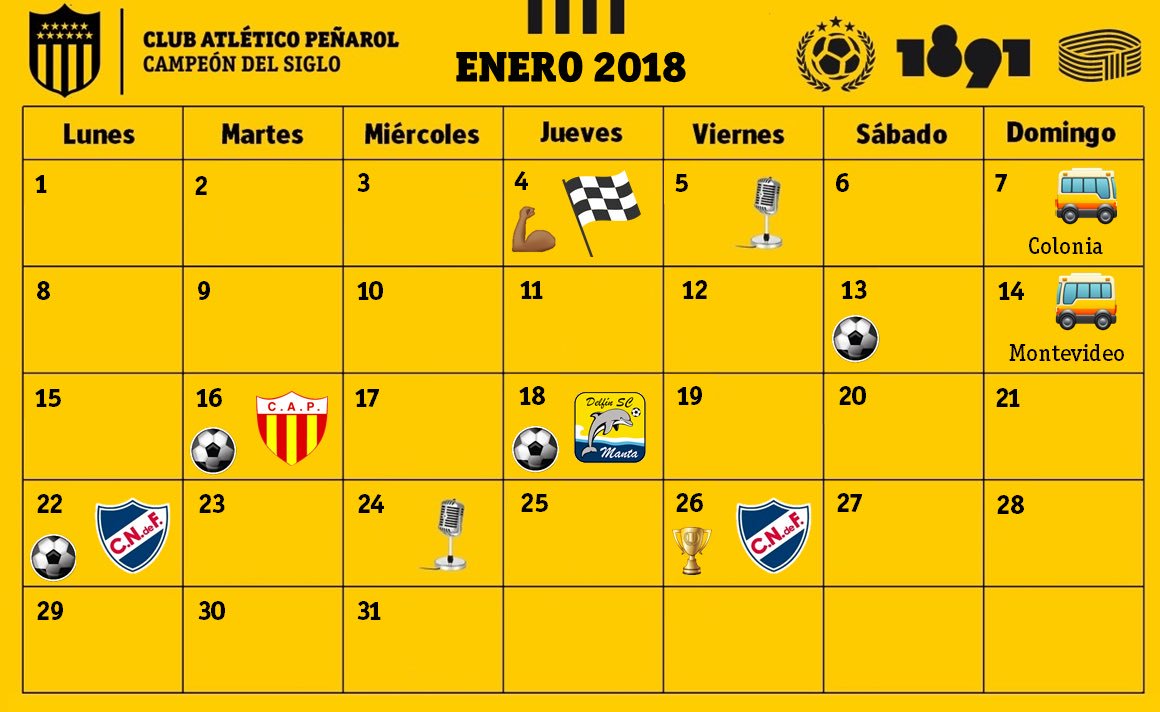 CLUB ATLÉTICO PEÑAROL
CAMPEÓN DEL SIGLO
ENERO 2018
1891
Lunes Martes Miércoles Jueves Viernes Sábado Domingo
1 2 3 4 5 6 7
Colonia
8 9 10 11 12 13 14
Montevideo
15 16 17 18 19 20 21
C.A.P.
Delfín SC
Manta
22 23 24 25 26 27 28
C.N.deF.
C.N.deF.
29 30 31